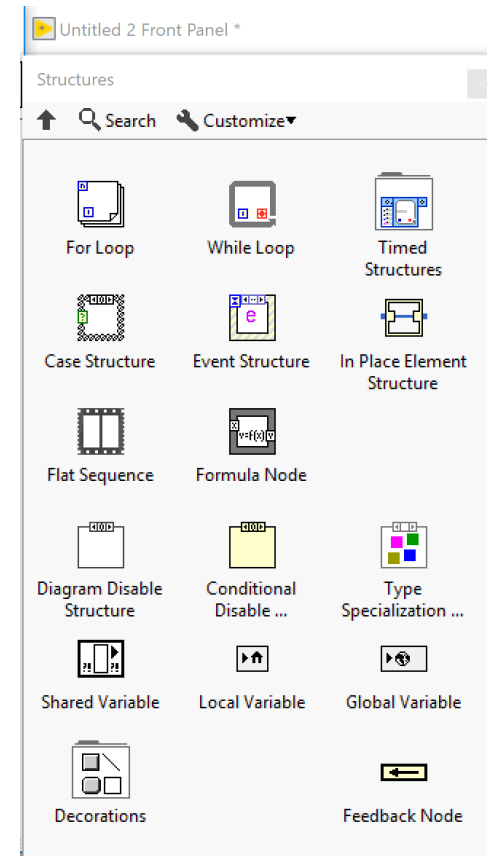 Untitled 2 Front Panel *
Structures
Search Customize▾
For Loop While Loop Timed
Structures
Case Structure Event Structure In Place Element
Structure
Flat Sequence Formula Node
Diagram Disable Conditional Type
Structure Disable ... Specialization ...
Shared Variable Local Variable Global Variable
Decorations Feedback Node